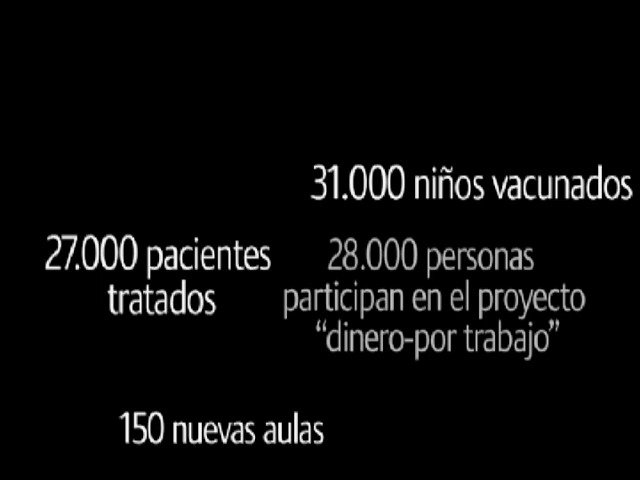 31.000 niños vacunados
27.000 pacientes
tratados
28.000 personas
participan en el proyecto
“dinero-por trabajo”
150 nuevas aulas